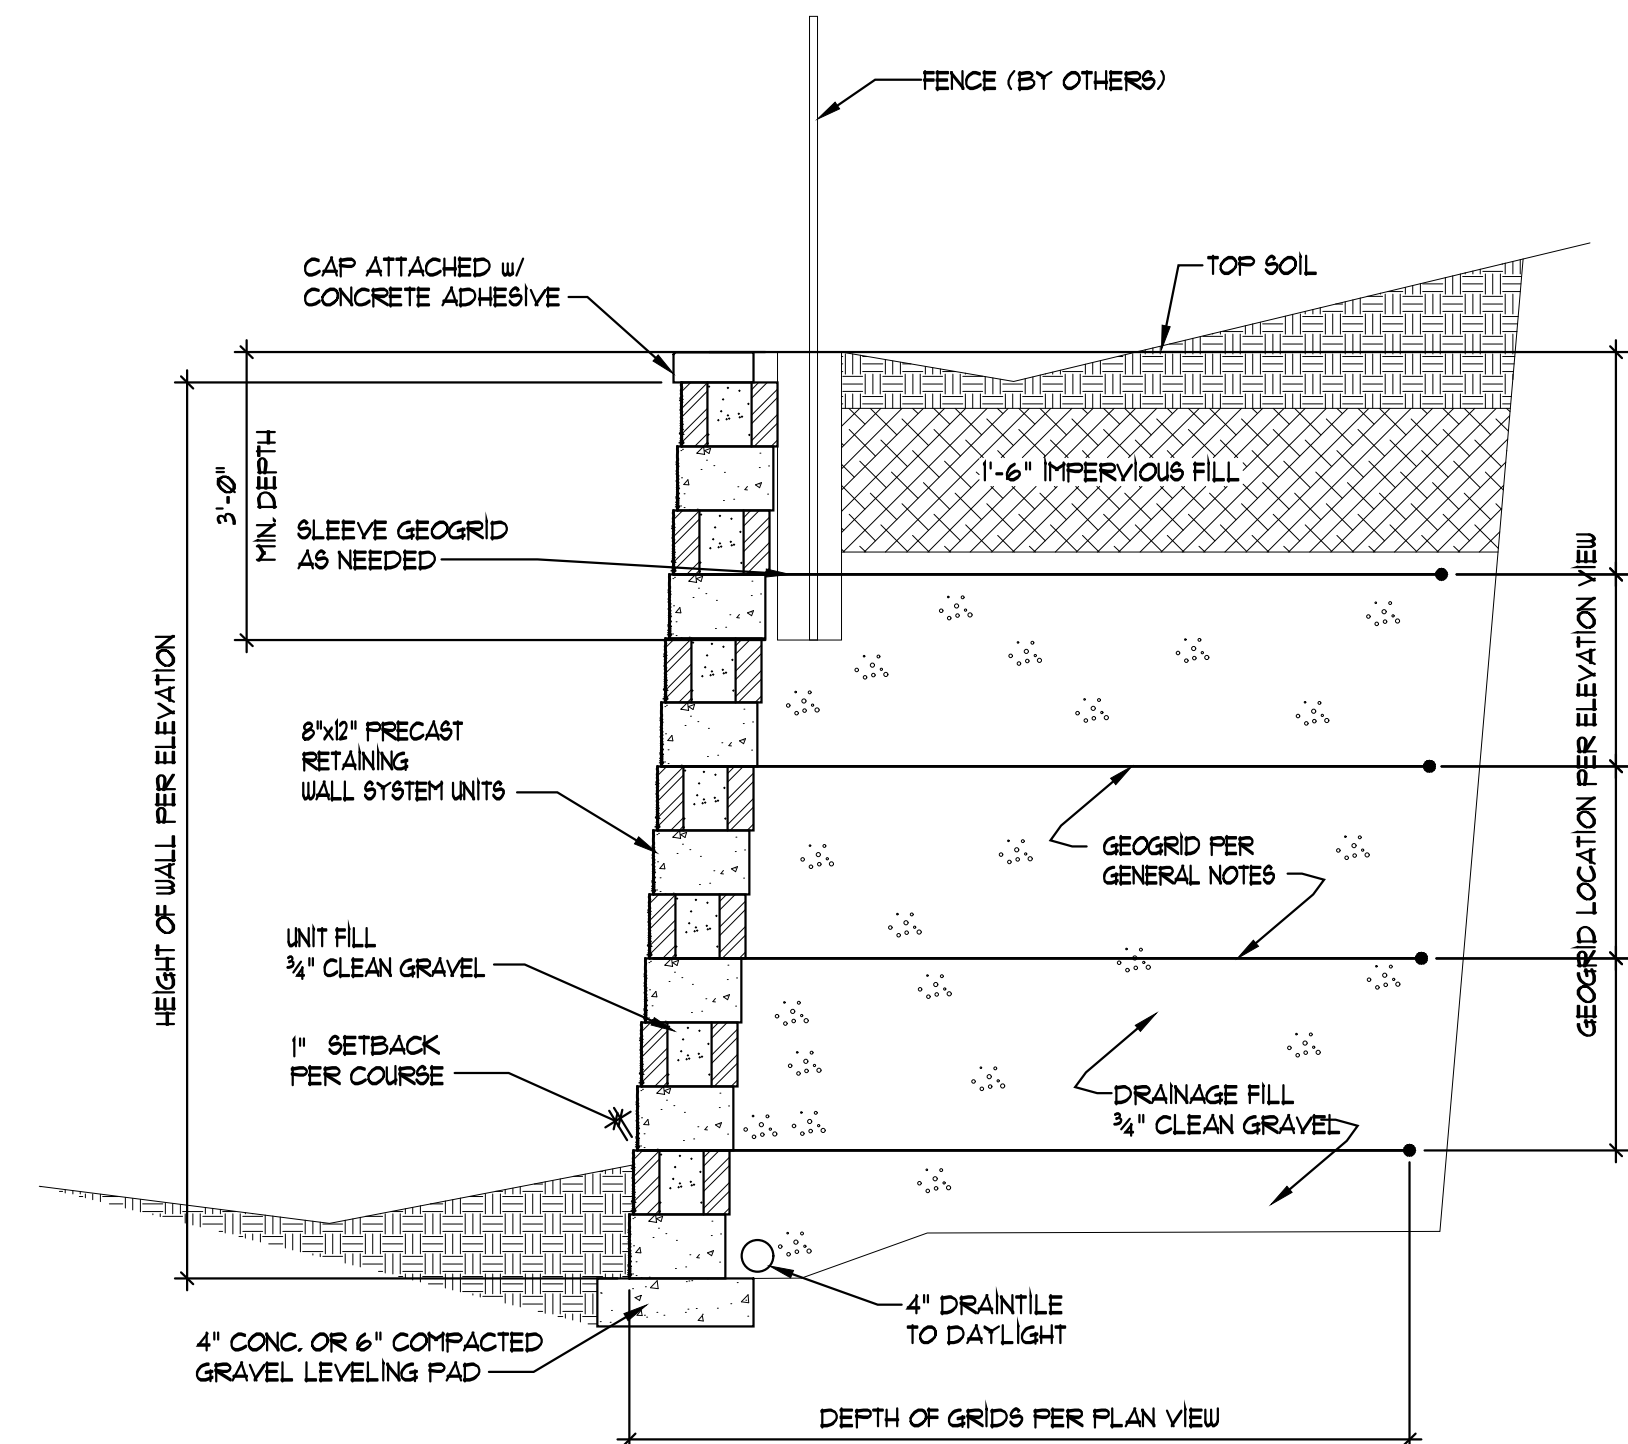 FENCE (BY OTHERS)
CAP ATTACHED w/
CONCRETE ADHESIVE
TOP SOIL
3'-0"
MIN. DEPTH
1'-6" IMPERVIOUS FILL
SLEEVE GEOGRID
AS NEEDED
HEIGHT OF WALL PER ELEVATION
GEOGRID LOCATION PER ELEVATION VIEW
8"x12" PRECAST
RETAINING
WALL SYSTEM UNITS
GEOGRID PER
GENERAL NOTES
UNIT FILL
¾" CLEAN GRAVEL
1" SETBACK
PER COURSE
DRAINAGE FILL
¾" CLEAN GRAVEL
4" DRAINTILE
TO DAYLIGHT
4" CONC. OR 6" COMPACTED
GRAVEL LEVELING PAD
DEPTH OF GRIDS PER PLAN VIEW